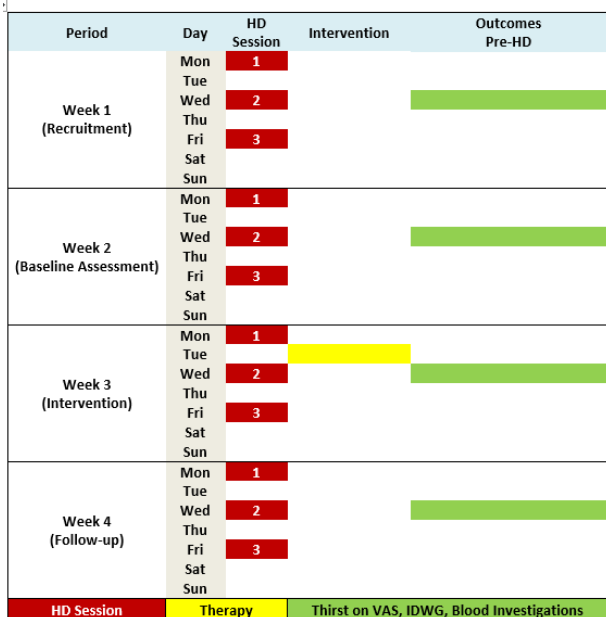 Period Day HD Session Intervention Outcomes Pre-HD
Week 1
(Recruitment)
Mon 1
Tue
Wed 2
Thu
Fri 3
Sat
Sun
Week 2
(Baseline Assessment)
Mon 1
Tue
Wed 2
Thu
Fri 3
Sat
Sun
Week 3
(Intervention)
Mon 1
Tue
Wed 2
Thu
Fri 3
Sat
Sun
Week 4
(Follow-up)
Mon 1
Tue
Wed 2
Thu
Fri 3
Sat
Sun
HD Session Therapy Thirst on VAS, IDWG, Blood Investigations